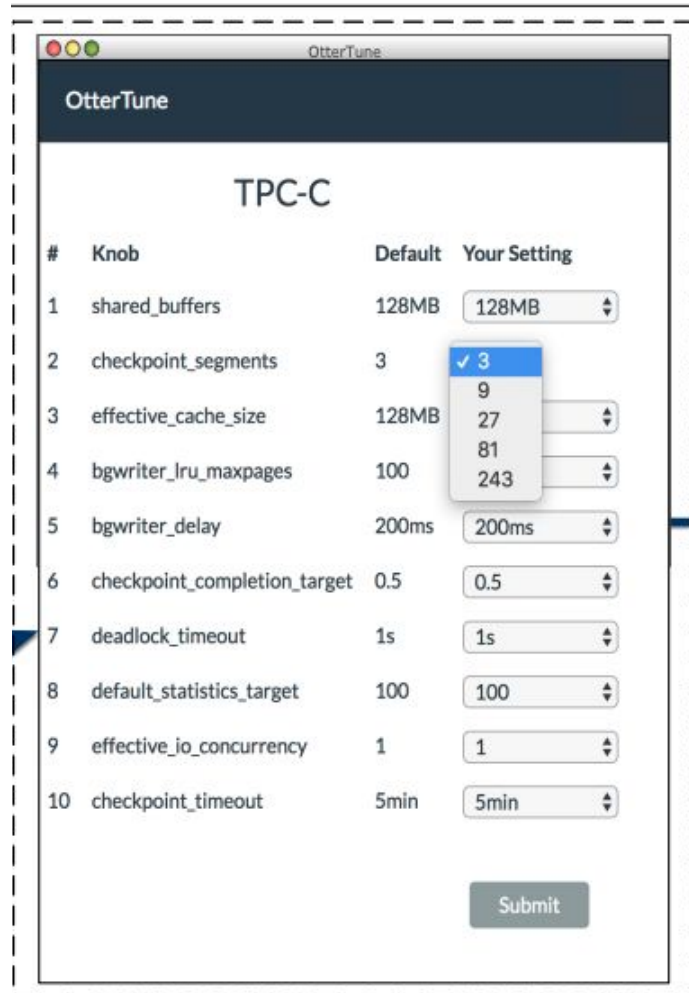 OtterTune
OtterTune
TPC-C
# Knob Default Your Setting
1 shared_buffers 128MB 128MB
2 checkpoint_segments 3 ✓ 3
9
3 effective_cache_size 128MB 27
81
4 bgwriter_lru_maxpages 100 243
5 bgwriter_delay 200ms 200ms
6 checkpoint_completion_target 0.5 0.5
7 deadlock_timeout 1s 1s
8 default_statistics_target 100 100
9 effective_io_concurrency 1 1
10 checkpoint_timeout 5min 5min
Submit